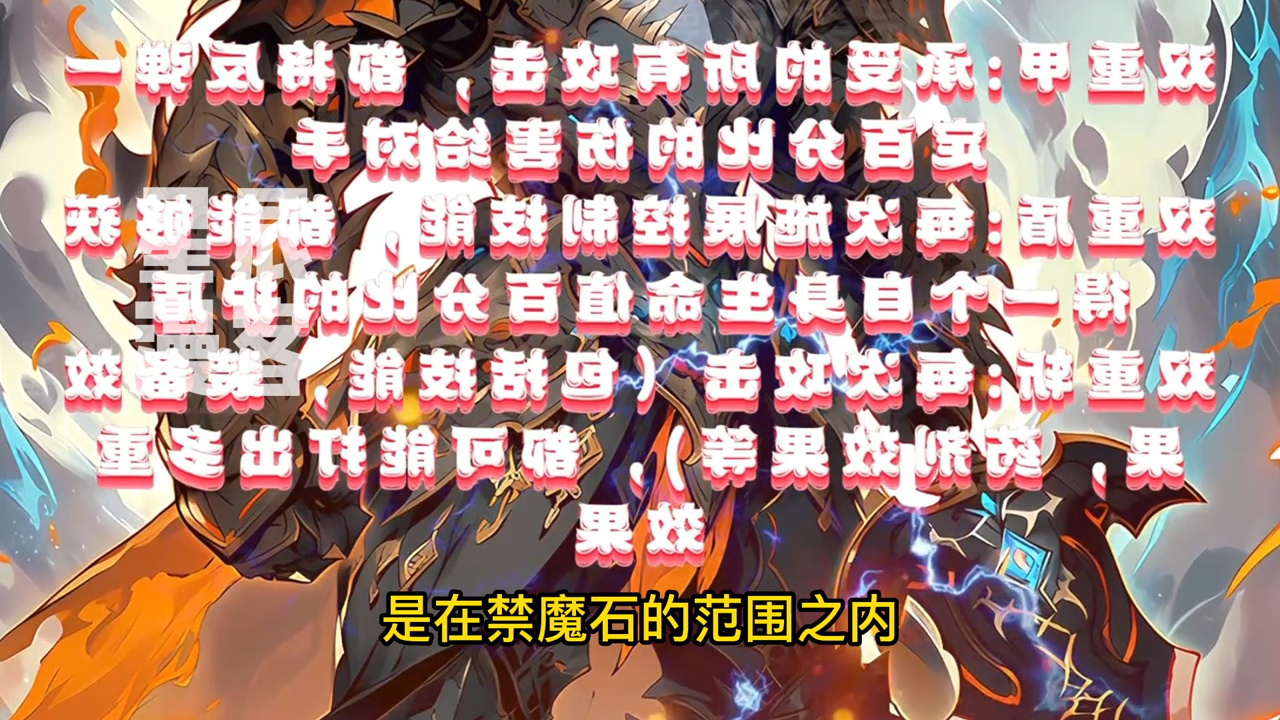 双重甲:承受的所有攻击，都将反弹一
定百分比的伤害给对手
双重盾:每次施展控制技能，都能够获
得一个自身生命值百分比的护盾
双重斩:每次攻击（包括技能，装备效
果，药剂效果等），都可能打出多重
效果
是在禁魔石的范围之内